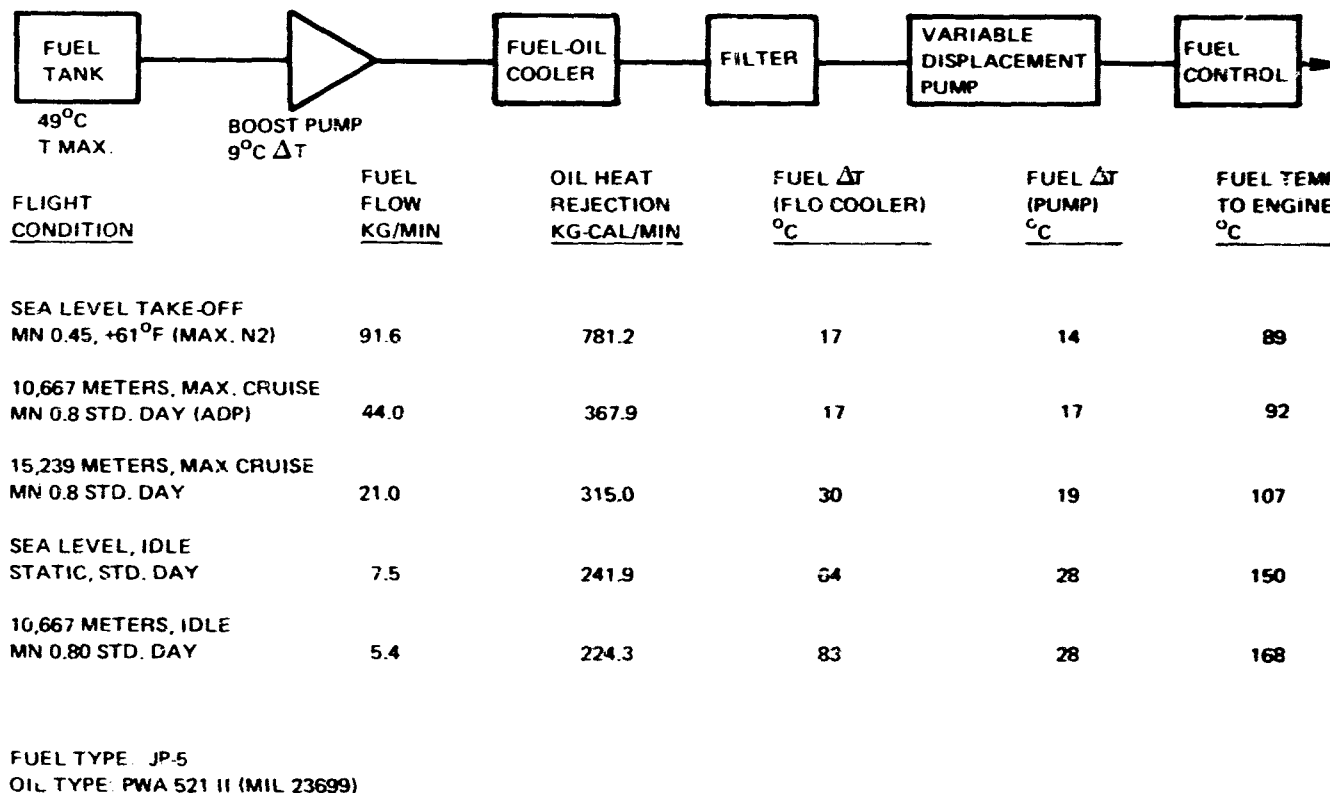 FUEL
TANK
FUEL-OIL
COOLER
FILTER
VARIABLE
DISPLACEMENT
PUMP
FUEL
CONTROL
49°C
T MAX.
BOOST PUMP
9°C ΔT
FLIGHT
CONDITION
FUEL
FLOW
KG/MIN
OIL HEAT
REJECTION
KG-CAL/MIN
FUEL ΔT
(FLO COOLER)
°C
FUEL ΔT
(PUMP)
°C
FUEL TEM
TO ENGINE
°C
SEA LEVEL TAKE-OFF
MN 0.45, +61°F (MAX. N2) 91.6 781.2 17 14 89
10,667 METERS, MAX. CRUISE
MN 0.8 STD. DAY (ADP) 44.0 367.9 17 17 92
15,239 METERS, MAX CRUISE
MN 0.8 STD. DAY 21.0 315.0 30 19 107
SEA LEVEL, IDLE
STATIC, STD. DAY 7.5 241.9 64 28 150
10,667 METERS, IDLE
MN 0.80 STD. DAY 5.4 224.3 83 28 168
FUEL TYPE: JP-5
OIL TYPE: PWA 521 II (MIL 23699)